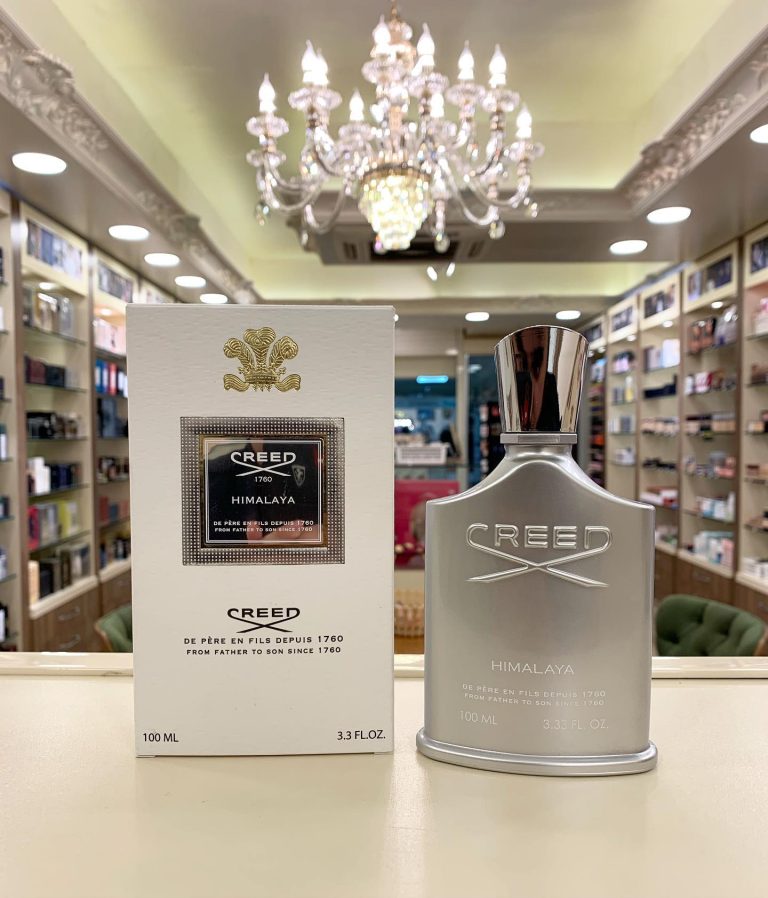 CREED
1760
HIMALAYA
DE PÈRE EN FILS DEPUIS 1760
FROM FATHER TO SON SINCE 1760
CREED
DE PÈRE EN FILS DEPUIS 1760
FROM FATHER TO SON SINCE 1760
100 ML 3.3 FL.OZ.
CREED
HIMALAYA
DE PÈRE EN FILS DEPUIS 1760
FROM FATHER TO SON SINCE 1760
100 ML 3.33 FL. OZ.